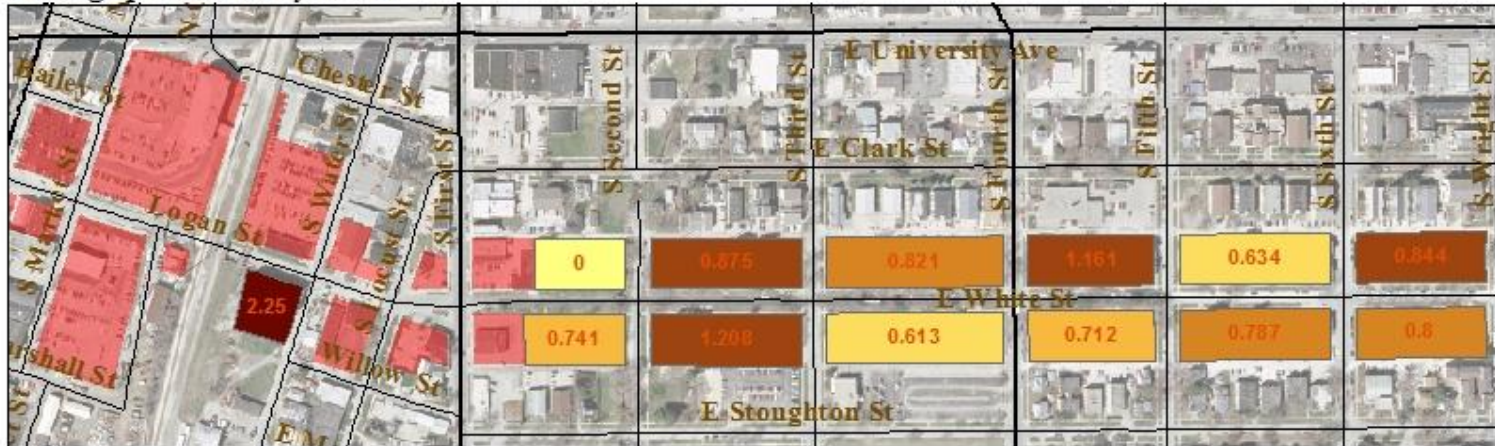 Bailey St
Chester St
E University Ave
S Second St
S Third St
S Fourth St
S Fifth St
S Sixth St
S Wright St
E Clark St
S Market St
Logan St
S Water St
S Locust St
S First St
0
0.875
0.821
1.161
0.634
0.844
E White St
2.25
0.741
1.208
0.613
0.712
0.787
0.8
Willow St
E Stoughton St